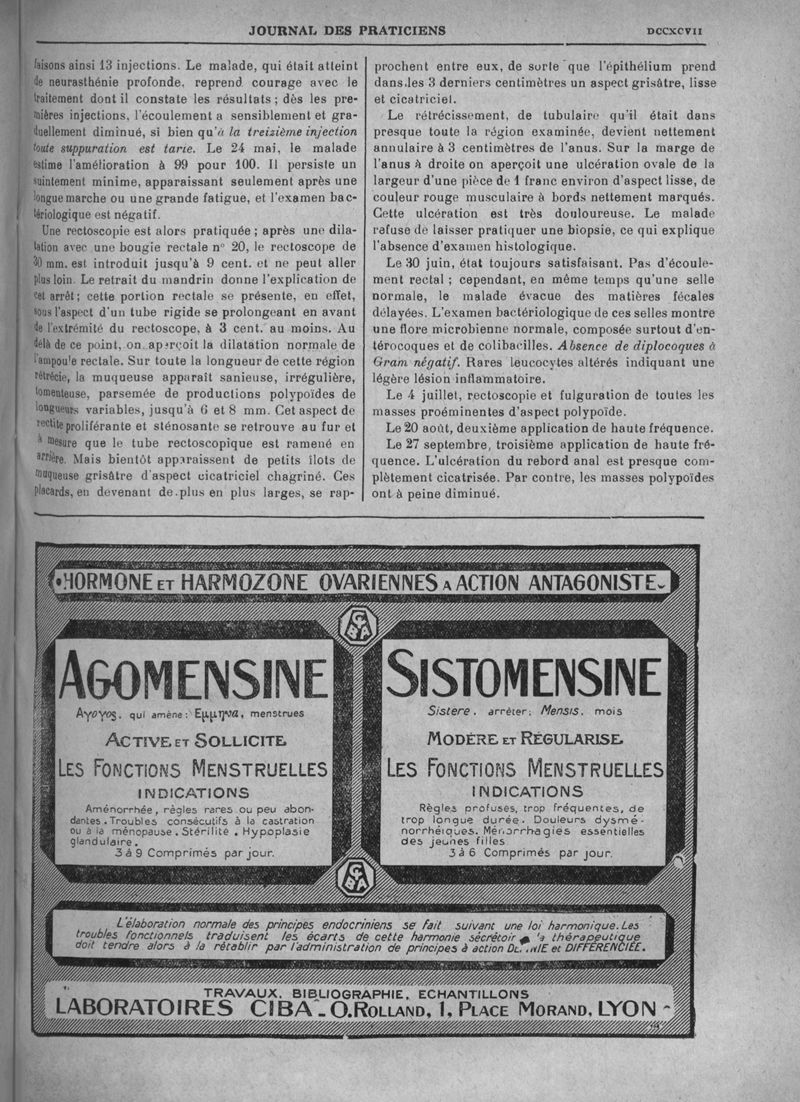 JOURNAL DES PRATICIENS
DCCXCVII
faisons ainsi 13 injections. Le malade, qui était atteint
de neurasthénie profonde, reprend courage avec le
traitement dont il constate les résultats ; dès les pre-
mières injections, l'écoulement a sensiblement et gra-
duellement diminué, si bien qu'à la treizième injection
toute suppuration est tarie. Le 24 mai, le malade
estime l'amélioration à 99 pour 100. Il persiste un
suintement minime, apparaissant seulement après une
longue marche ou une grande fatigue, et l'examen bac-
tériologique est négatif.
Une rectoscopie est alors pratiquée ; après une dila-
tation avec une bougie rectale n° 20, le rectoscope de
30 mm. est introduit jusqu'à 9 cent. et ne peut aller
plus loin. Le retrait du mandrin donne l'explication de
cet arrêt ; cette portion rectale se présente, en effet,
sous l'aspect d'un tube rigide se prolongeant en avant
de l'extrémité du rectoscope, à 3 cent. au moins. Au
delà de ce point, on aperçoit la dilatation normale de
l'ampoule rectale. Sur toute la longueur de cette région
rétrécie, la muqueuse apparaît sanieuse, irrégulière,
tomenteuse, parsemée de productions polypoïdes de
longueurs variables, jusqu'à 6 et 8 mm. Cet aspect de
rectite proliférante et sténosante se retrouve au fur et
à mesure que le tube rectoscopique est ramené en
arrière. Mais bientôt apparaissent de petits îlots de
muqueuse grisâtre d'aspect cicatriciel chagriné. Ces
placards, en devenant de plus en plus larges, se rap-
prochent entre eux, de sorte que l'épithélium prend
dans les 3 derniers centimètres un aspect grisâtre, lisse
et cicatriciel.
Le rétrécissement, de tubulaire qu'il était dans
presque toute la région examinée, devient nettement
annulaire à 3 centimètres de l'anus. Sur la marge de
l'anus à droite on aperçoit une ulcération ovale de la
largeur d'une pièce de 1 franc environ d'aspect lisse, de
couleur rouge musculaire à bords nettement marqués.
Cette ulcération est très douloureuse. Le malade
refuse de laisser pratiquer une biopsie, ce qui explique
l'absence d'examen histologique.
Le 30 juin, état toujours satisfaisant. Pas d'écoule-
ment rectal ; cependant, en même temps qu'une selle
normale, le malade évacue des matières fécales
délayées. L'examen bactériologique de ces selles montre
une flore microbienne normale, composée surtout d'en-
térocoques et de colibacilles. Absence de diplocoques à
Gram négatif. Rares leucocytes altérés indiquant une
légère lésion inflammatoire.
Le 4 juillet, rectoscopie et fulguration de toutes les
masses proéminentes d'aspect polypoïde.
Le 20 août, deuxième application de haute fréquence.
Le 27 septembre, troisième application de haute fré-
quence. L'ulcération du rebord anal est presque com-
plètement cicatrisée. Par contre, les masses polypoïdes
ont à peine diminué.
HORMONE ET HARMOZONE OVARIENNES A ACTION ANTAGONISTE
CIBA
AGOMENSINE
Αγογος, qui amène : Εμμηνα, menstrues
ACTIVE ET SOLLICITE
LES FONCTIONS MENSTRUELLES
INDICATIONS
Aménorrhée, règles rares ou peu abon-
dantes. Troubles consécutifs à la castration
ou à la ménopause. Stérilité. Hypoplasie
glandulaire.
3 à 9 Comprimés par jour.
SISTOMENSINE
Sistere, arrêter; Mensis, mois
MODÈRE ET RÉGULARISE
LES FONCTIONS MENSTRUELLES
INDICATIONS
Règles profuses, trop fréquentes, de
trop longue durée. Douleurs dysmé-
norrhéiques. Ménorrhagies essentielles
des jeunes filles
3 à 6 Comprimés par jour.
CIBA
L'élaboration normale des principes endocriniens se fait suivant une loi harmonique. Les
troubles fonctionnels traduisent les écarts de cette harmonie sécrétoire la thérapeutique
doit tendre alors à la rétablir par l'administration de principes à action DÉFINIE et DIFFÉRENCIÉE.
TRAVAUX, BIBLIOGRAPHIE, ECHANTILLONS
LABORATOIRES CIBA - O. ROLLAND, 1, PLACE MORAND, LYON